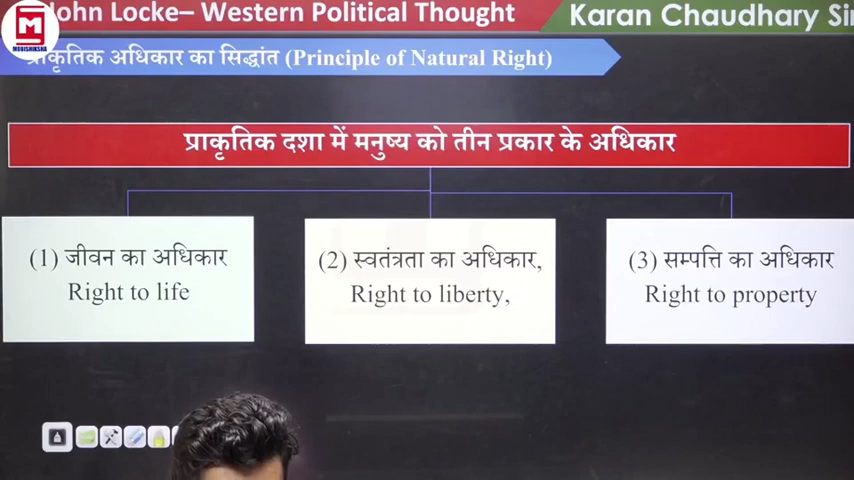 John Locke– Western Political Thought
Karan Chaudhary
MOBISHIKSHA
प्राकृतिक अधिकार का सिद्धांत (Principle of Natural Right)
प्राकृतिक दशा में मनुष्य को तीन प्रकार के अधिकार
(1) जीवन का अधिकार
Right to life
(2) स्वतंत्रता का अधिकार,
Right to liberty,
(3) सम्पत्ति का अधिकार
Right to property